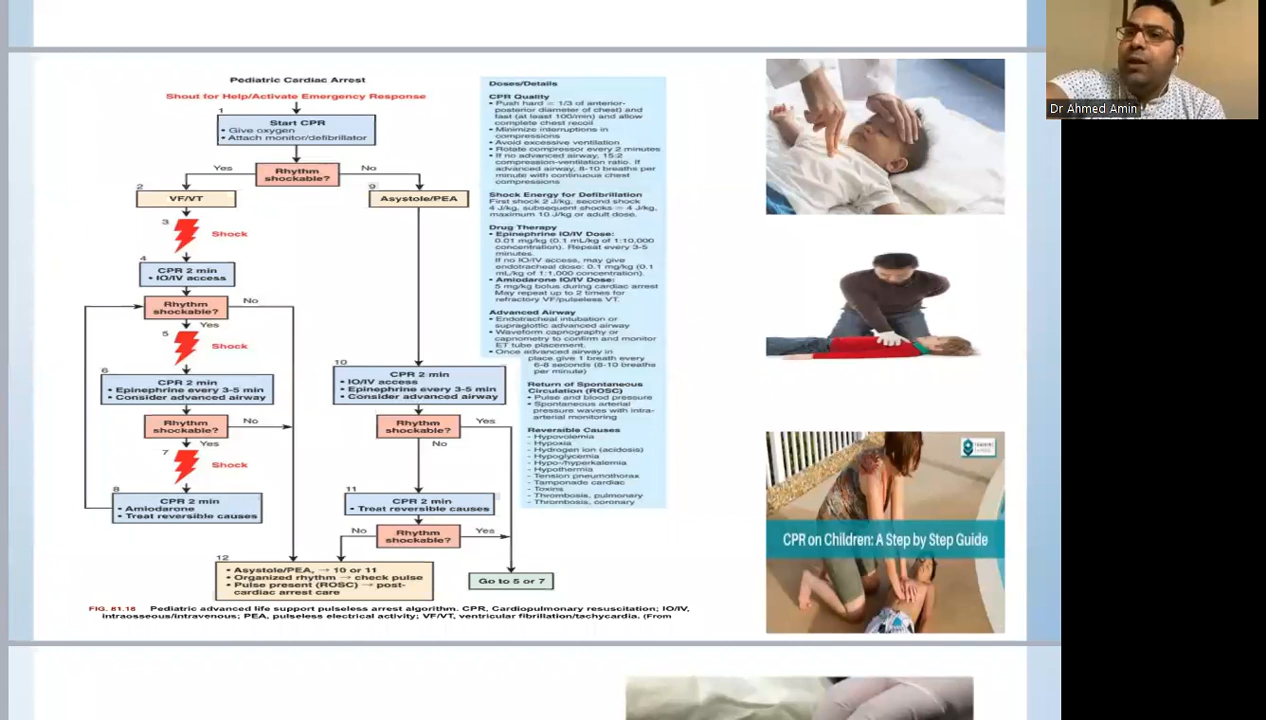 Pediatric Cardiac Arrest
Shout for Help/Activate Emergency Response
1
Start CPR
• Give oxygen
• Attach monitor/defibrillator
Yes
Rhythm
shockable?
No
2
VF/VT
9
Asystole/PEA
3
Shock
4
CPR 2 min
• IO/IV access
Rhythm
shockable?
No
Yes
5
Shock
6
CPR 2 min
• Epinephrine every 3-5 min
• Consider advanced airway
Rhythm
shockable?
No
Yes
7
Shock
8
CPR 2 min
• Amiodarone
• Treat reversible causes
10
CPR 2 min
• IO/IV access
• Epinephrine every 3-5 min
• Consider advanced airway
Rhythm
shockable?
Yes
No
11
CPR 2 min
• Treat reversible causes
No
Rhythm
shockable?
Yes
12
• Asystole/PEA, → 10 or 11
• Organized rhythm → check pulse
• Pulse present (ROSC) → post-
cardiac arrest care
Go to 5 or 7
Doses/Details
CPR Quality
• Push hard = 1/3 of anterior-
posterior diameter of chest) and
fast (at least 100/min) and allow
complete chest recoil
• Minimize interruptions in
compressions
• Avoid excessive ventilation
• Rotate compressor every 2 minutes
• If no advanced airway, 15:2
compression-ventilation ratio. If
advanced airway, 8-10 breaths per
minute with continuous chest
compressions
Shock Energy for Defibrillation
First shock 2 J/kg, second shock
4 J/kg, subsequent shocks = 4 J/kg,
maximum 10 J/kg or adult dose.
Drug Therapy
• Epinephrine IO/IV Dose:
0.01 mg/kg (0.1 mL/kg of 1:10,000
concentration). Repeat every 3-5
minutes.
If no IO/IV access, may give
endotracheal dose: 0.1 mg/kg (0.1
mL/kg of 1:1,000 concentration).
• Amiodarone IO/IV Dose:
5 mg/kg bolus during cardiac arrest
May repeat up to 2 times for
refractory VF/pulseless VT.
Advanced Airway
• Endotracheal intubation or
supraglottic advanced airway
• Waveform capnography or
capnometry to confirm and monitor
ET tube placement.
• Once advanced airway in
place give 1 breath every
6-8 seconds (8-10 breaths
per minute)
Return of Spontaneous
Circulation (ROSC)
• Pulse and blood pressure
• Spontaneous arterial
pressure waves with intra-
arterial monitoring
Reversible Causes
- Hypovolemia
- Hypoxia
- Hydrogen ion (acidosis)
- Hypoglycemia
- Hypo-/hyperkalemia
- Hypothermia
- Tension pneumothorax
- Tamponade cardiac
- Toxins
- Thrombosis, pulmonary
- Thrombosis, coronary
FIG. 81.18 Pediatric advanced life support pulseless arrest algorithm. CPR, Cardiopulmonary resuscitation; IO/IV,
intraosseous/intravenous; PEA, pulseless electrical activity; VF/VT, ventricular fibrillation/tachycardia. (From
CPR on Children: A Step by Step Guide
Dr Ahmed Amin